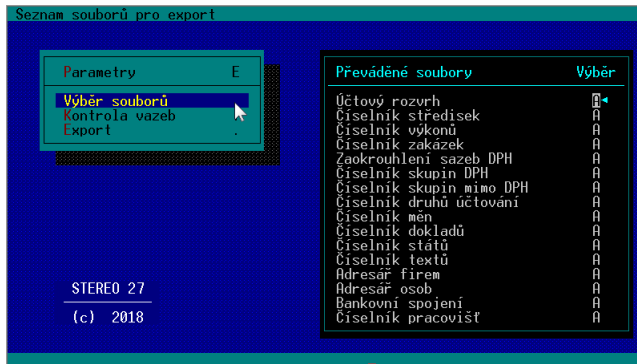 Seznam souborů pro export
Parametry E
Výběr souborů
Kontrola vazeb .
Export .
STEREO 27
(c) 2018
Převáděné soubory Výběr
Účtový rozvrh A
Číselník středisek A
Číselník výkonů A
Číselník zakázek A
Zaokrouhlení sazeb DPH A
Číselník skupin DPH A
Číselník skupin mimo DPH A
Číselník druhů účtování A
Číselník měn A
Číselník dokladů A
Číselník států A
Číselník textů A
Adresář firem A
Adresář osob A
Bankovní spojení A
Číselník pracovišť A